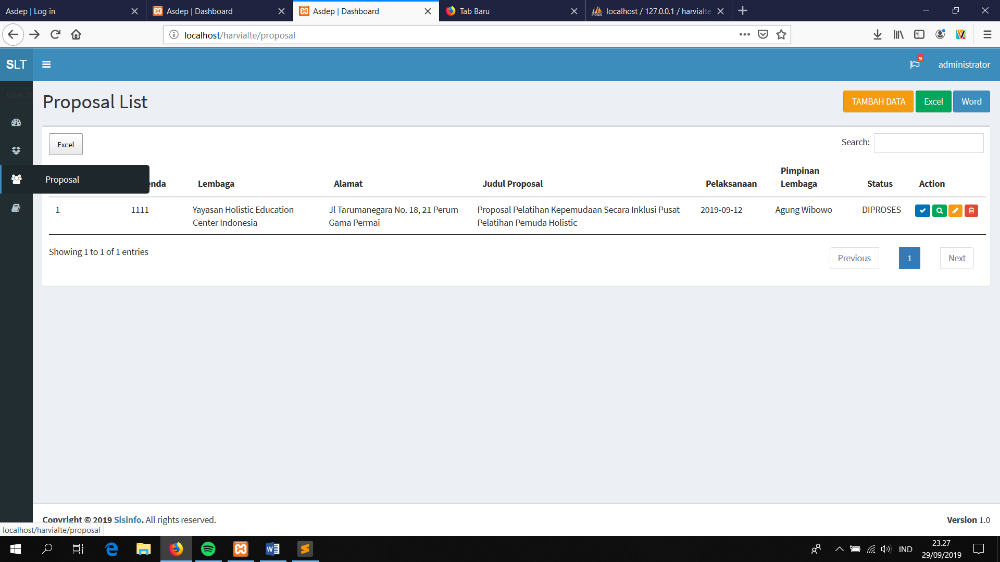 Asdep | Log in
Asdep | Dashboard
Asdep | Dashboard
Tab Baru
localhost / 127.0.0.1 / harvialte
localhost/harvialte/proposal
SLT
9
administrator
User li
Proposal List
TAMBAH DATA
Excel
Word
Excel
Search:
Proposal
enda
Lembaga
Alamat
Judul Proposal
Pelaksanaan
Pimpinan
Lembaga
Status
Action
1
1111
Yayasan Holistic Education
Center Indonesia
Jl Tarumanegara No. 18, 21 Perum
Gama Permai
Proposal Pelatihan Kepemudaan Secara Inklusi Pusat
Pelatihan Pemuda Holistic
2019-09-12
Agung Wibowo
DIPROSES
Showing 1 to 1 of 1 entries
Previous
1
Next
Copyright © 2019 Sisinfo. All rights reserved.
Version 1.0
localhost/harvialte/proposal
IND
23.27
29/09/2019